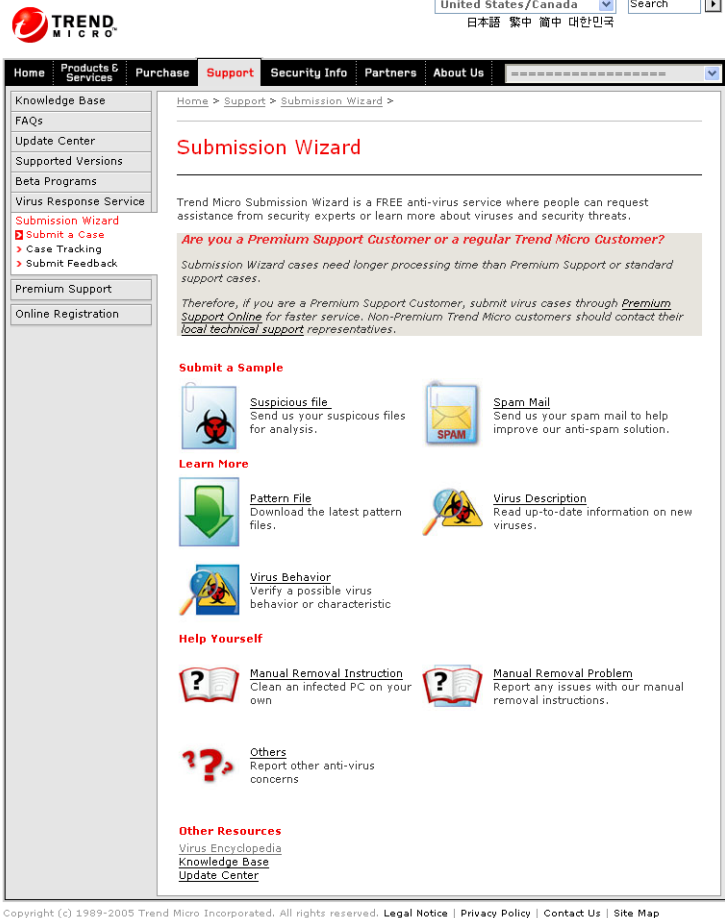 TREND
MICRO™
United States/Canada
Search
日本語 繁中 简中 대한민국
Home
Products & Services
Purchase
Support
Security Info
Partners
About Us
==================
Knowledge Base
FAQs
Update Center
Supported Versions
Beta Programs
Virus Response Service
Submission Wizard
Submit a Case
Case Tracking
Submit Feedback
Premium Support
Online Registration
Home > Support > Submission Wizard >
Submission Wizard
Trend Micro Submission Wizard is a FREE anti-virus service where people can request
assistance from security experts or learn more about viruses and security threats.
Are you a Premium Support Customer or a regular Trend Micro Customer?
Submission Wizard cases need longer processing time than Premium Support or standard
support cases.
Therefore, if you are a Premium Support Customer, submit virus cases through Premium
Support Online for faster service. Non-Premium Trend Micro customers should contact their
local technical support representatives.
Submit a Sample
Suspicious file
Send us your suspicous files
for analysis.
SPAM
Spam Mail
Send us your spam mail to help
improve our anti-spam solution.
Learn More
Pattern File
Download the latest pattern
files.
Virus Description
Read up-to-date information on new
viruses.
Virus Behavior
Verify a possible virus
behavior or characteristic
Help Yourself
?
Manual Removal Instruction
Clean an infected PC on your
own
?
Manual Removal Problem
Report any issues with our manual
removal instructions.
???
Others
Report other anti-virus
concerns
Other Resources
Virus Encyclopedia
Knowledge Base
Update Center
Copyright (c) 1989-2005 Trend Micro Incorporated. All rights reserved. Legal Notice | Privacy Policy | Contact Us | Site Map